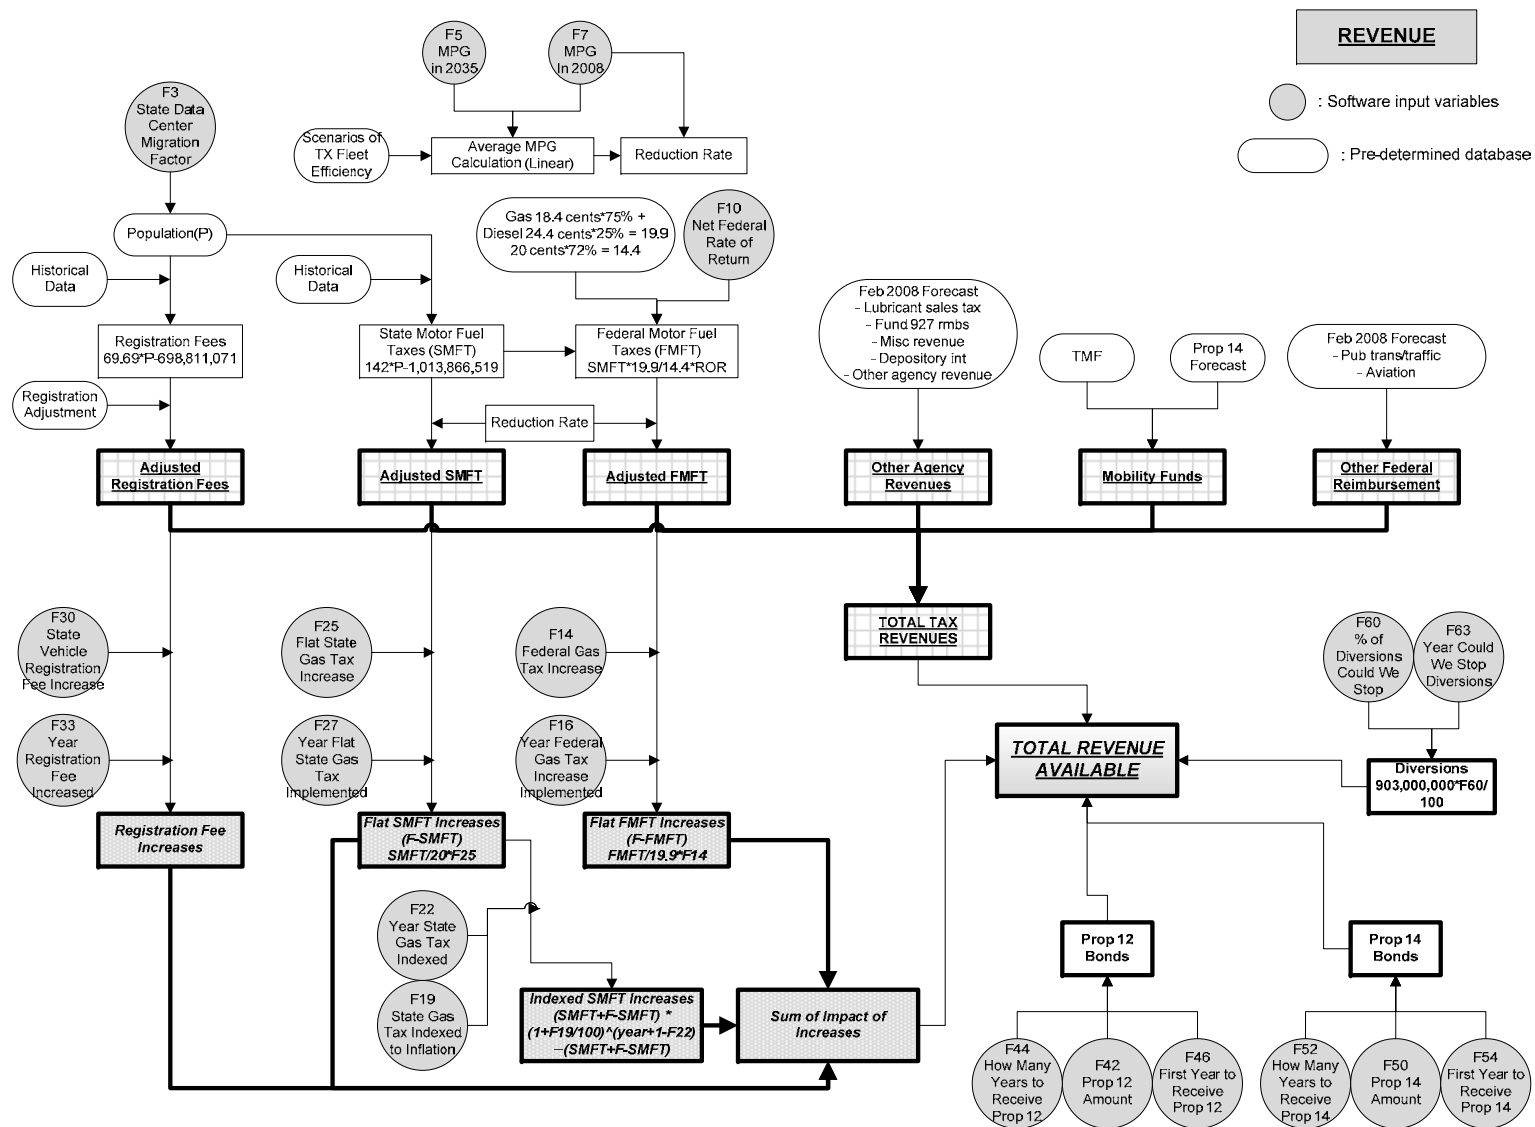 REVENUE
: Software input variables
: Pre-determined database
F5
MPG
in 2035
F7
MPG
In 2008
F3
State Data
Center
Migration
Factor
Scenarios of
TX Fleet
Efficiency
Average MPG
Calculation (Linear)
Reduction Rate
Population(P)
Gas 18.4 cents*75% +
Diesel 24.4 cents*25% = 19.9
20 cents*72% = 14.4
F10
Net Federal
Rate of
Return
Historical
Data
Historical
Data
Registration Fees
69.69*P-698,811,071
State Motor Fuel
Taxes (SMFT)
142*P-1,013,866,519
Federal Motor Fuel
Taxes (FMFT)
SMFT*19.9/14.4*ROR
Feb 2008 Forecast
- Lubricant sales tax
- Fund 927 rmbs
- Misc revenue
- Depository int
- Other agency revenue
TMF
Prop 14
Forecast
Feb 2008 Forecast
- Pub trans/traffic
- Aviation
Registration
Adjustment
Reduction Rate
Adjusted
Registration Fees
Adjusted SMFT
Adjusted FMFT
Other Agency
Revenues
Mobility Funds
Other Federal
Reimbursement
TOTAL TAX
REVENUES
F30
State
Vehicle
Registration
Fee Increase
F25
Flat State
Gas Tax
Increase
F14
Federal Gas
Tax Increase
F60
% of
Diversions
Could We
Stop
F63
Year Could
We Stop
Diversions
F33
Year
Registration
Fee
Increased
F27
Year Flat
State Gas
Tax
Implemented
F16
Year Federal
Gas Tax
Increase
Implemented
TOTAL REVENUE
AVAILABLE
Diversions
903,000,000*F60/
100
Registration Fee
Increases
Flat SMFT Increases
(F-SMFT)
SMFT/20*F25
Flat FMFT Increases
(F-FMFT)
FMFT/19.9*F14
F22
Year State
Gas Tax
Indexed
F19
State Gas
Tax Indexed
to Inflation
Indexed SMFT Increases
(SMFT+F-SMFT) *
(1+F19/100)^(year+1-F22)
–(SMFT+F-SMFT)
Sum of Impact of
Increases
Prop 12
Bonds
Prop 14
Bonds
F44
How Many
Years to
Receive
Prop 12
F42
Prop 12
Amount
F46
First Year to
Receive
Prop 12
F52
How Many
Years to
Receive
Prop 14
F50
Prop 14
Amount
F54
First Year to
Receive
Prop 14